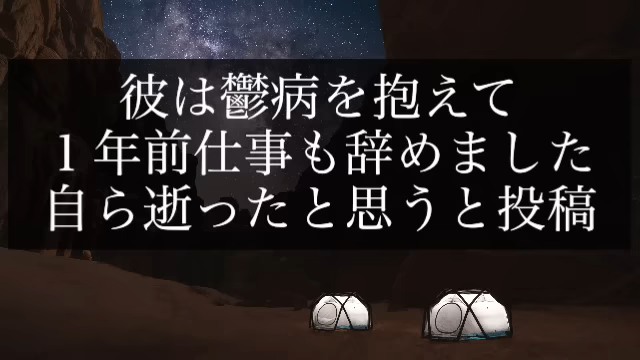 彼は鬱病を抱えて
１年前仕事も辞めました
自ら逝ったと思うと投稿